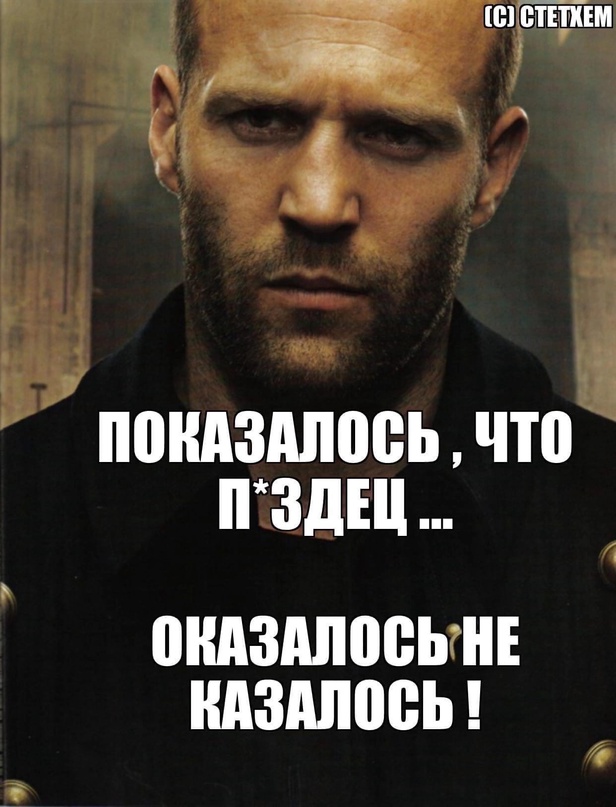 (С) СТЕТХЕМ
ПОКАЗАЛОСЬ , ЧТО
П*ЗДЕЦ ...
ОКАЗАЛОСЬ НЕ
КАЗАЛОСЬ !